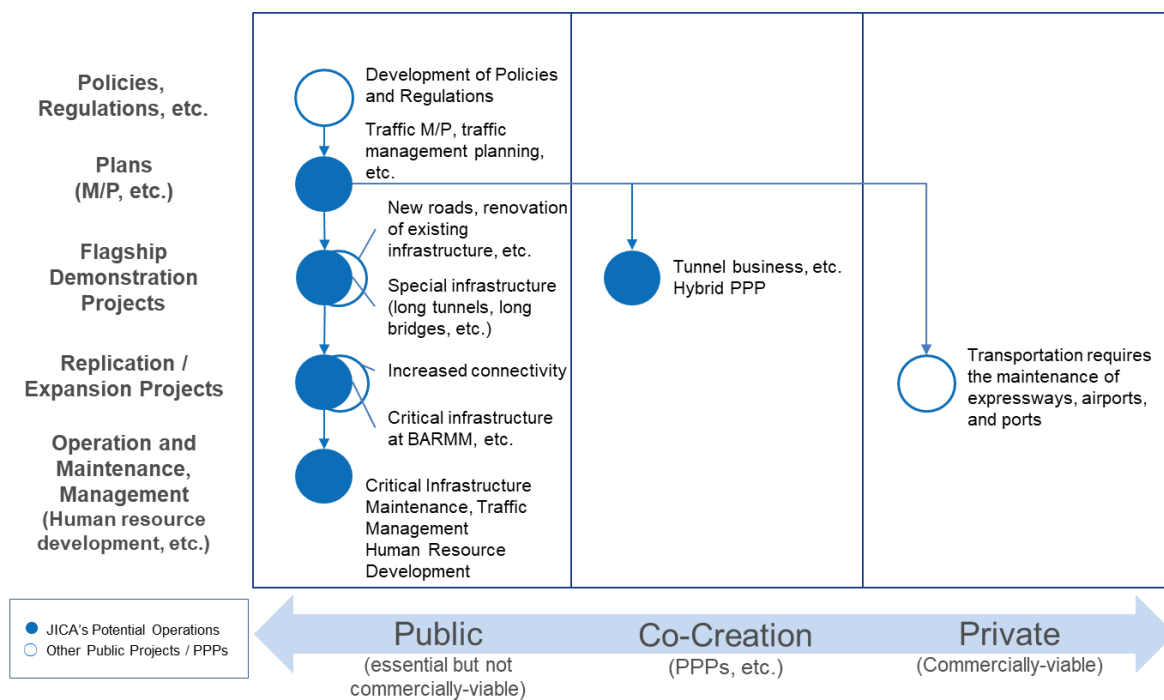 Policies,
Regulations, etc.
Development of Policies
and Regulations
Plans
(M/P, etc.)
Traffic M/P, traffic
management planning,
etc.
Flagship
Demonstration
Projects
New roads, renovation
of existing
infrastructure, etc.
Special infrastructure
(long tunnels, long
bridges, etc.)
Tunnel business, etc.
Hybrid PPP
Replication /
Expansion Projects
Increased connectivity
Critical infrastructure
at BARMM, etc.
Transportation requires
the maintenance of
expressways, airports,
and ports
Operation and
Maintenance,
Management
(Human resource
development, etc.)
Critical Infrastructure
Maintenance, Traffic
Management
Human Resource
Development
JICA's Potential Operations
Other Public Projects / PPPs
Public
(essential but not
commercially-viable)
Co-Creation
(PPPs, etc.)
Private
(Commercially-viable)